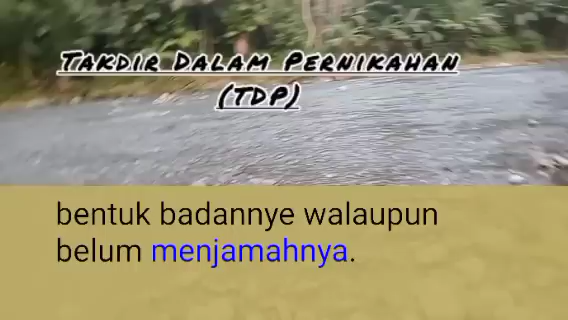 Takdir Dalam Pernikahan
(TDP)
bentuk badannye walaupun
belum menjamahnya.